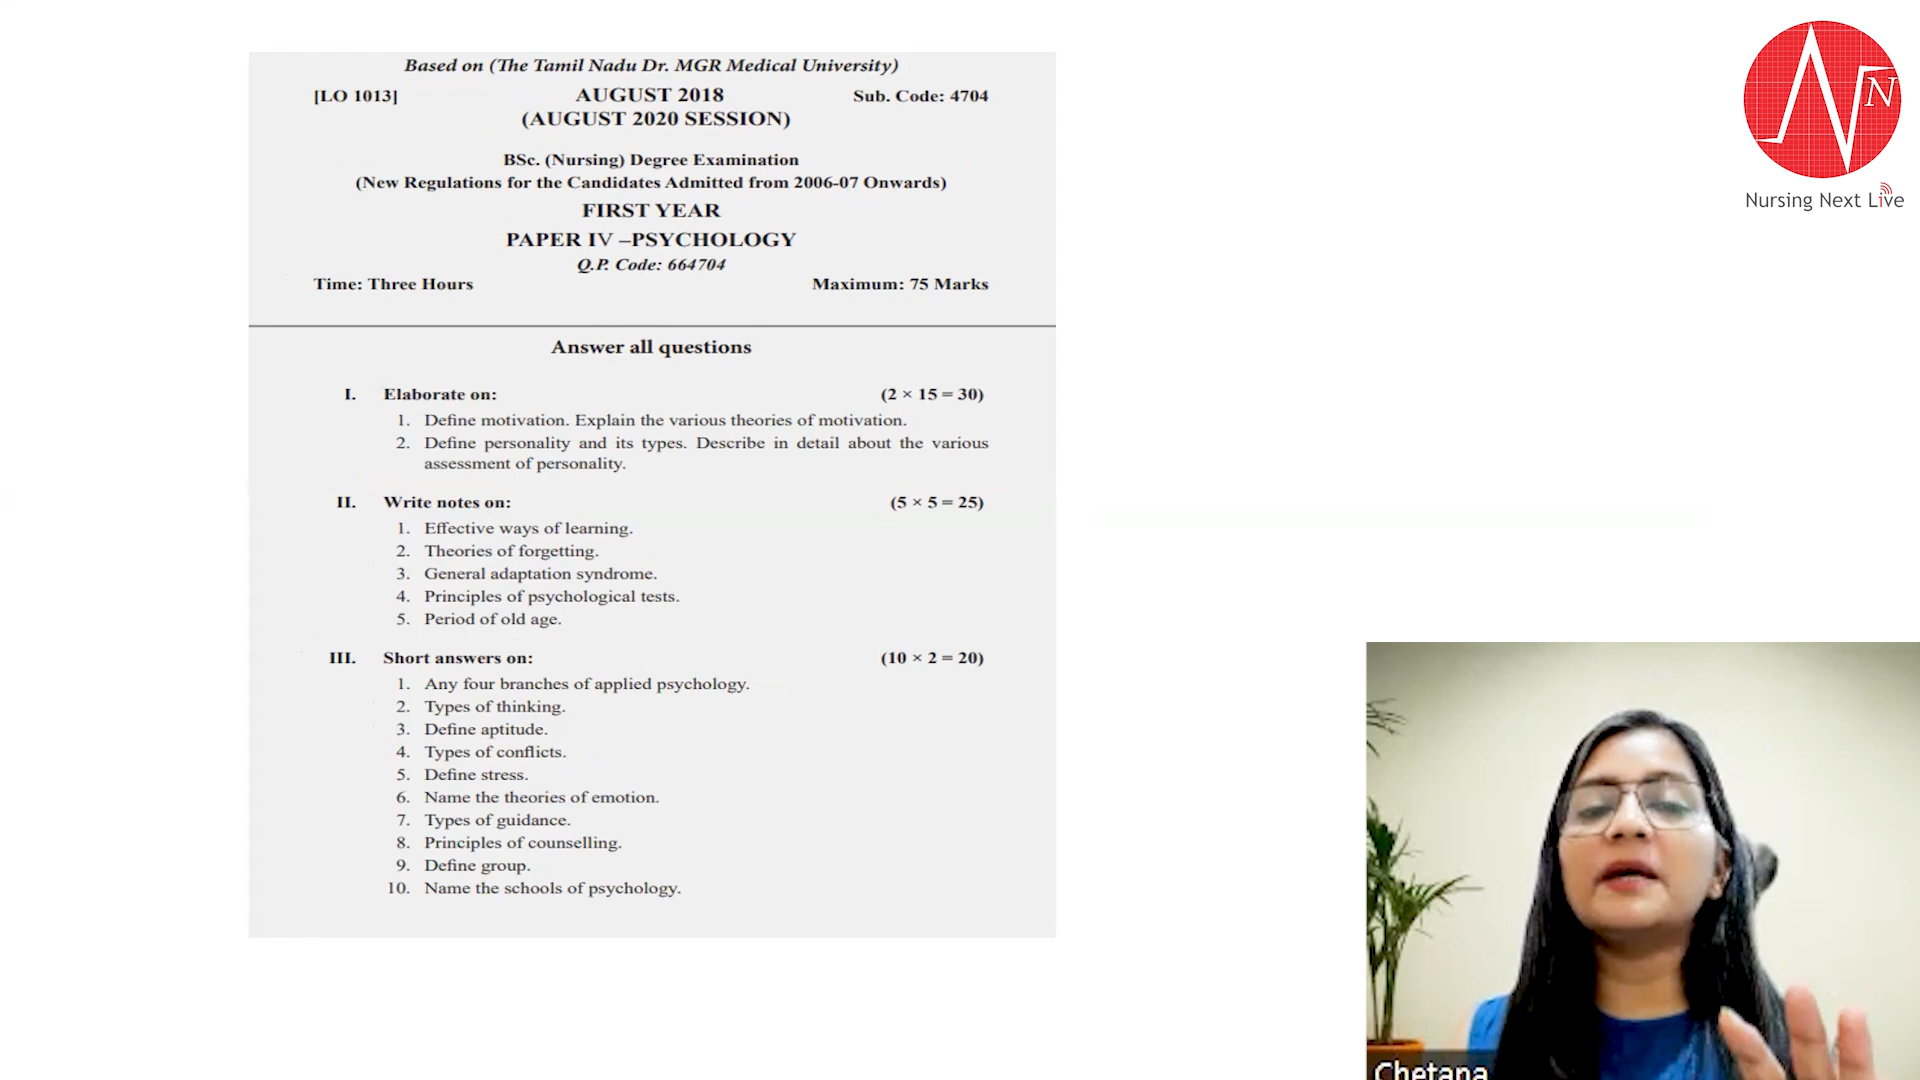 Based on (The Tamil Nadu Dr. MGR Medical University)
[LO 1013] AUGUST 2018 Sub. Code: 4704
(AUGUST 2020 SESSION)
BSc. (Nursing) Degree Examination
(New Regulations for the Candidates Admitted from 2006-07 Onwards)
FIRST YEAR
PAPER IV –PSYCHOLOGY
Q.P. Code: 664704
Time: Three Hours Maximum: 75 Marks
Answer all questions
I. Elaborate on: (2 × 15 = 30)
1. Define motivation. Explain the various theories of motivation.
2. Define personality and its types. Describe in detail about the various
assessment of personality.
II. Write notes on: (5 × 5 = 25)
1. Effective ways of learning.
2. Theories of forgetting.
3. General adaptation syndrome.
4. Principles of psychological tests.
5. Period of old age.
III. Short answers on: (10 × 2 = 20)
1. Any four branches of applied psychology.
2. Types of thinking.
3. Define aptitude.
4. Types of conflicts.
5. Define stress.
6. Name the theories of emotion.
7. Types of guidance.
8. Principles of counselling.
9. Define group.
10. Name the schools of psychology.
N
Nursing Next Live
Chetana